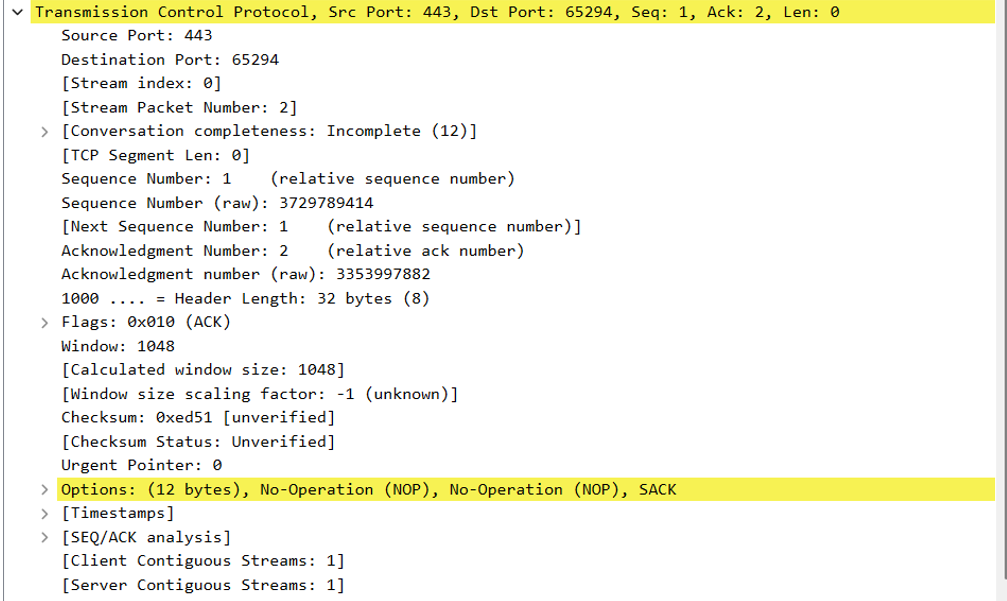 Transmission Control Protocol, Src Port: 443, Dst Port: 65294, Seq: 1, Ack: 2, Len: 0
Source Port: 443
Destination Port: 65294
[Stream index: 0]
[Stream Packet Number: 2]
[Conversation completeness: Incomplete (12)]
[TCP Segment Len: 0]
Sequence Number: 1    (relative sequence number)
Sequence Number (raw): 3729789414
[Next Sequence Number: 1    (relative sequence number)]
Acknowledgment Number: 2    (relative ack number)
Acknowledgment number (raw): 3353997882
1000 .... = Header Length: 32 bytes (8)
Flags: 0x010 (ACK)
Window: 1048
[Calculated window size: 1048]
[Window size scaling factor: -1 (unknown)]
Checksum: 0xed51 [unverified]
[Checksum Status: Unverified]
Urgent Pointer: 0
Options: (12 bytes), No-Operation (NOP), No-Operation (NOP), SACK
[Timestamps]
[SEQ/ACK analysis]
[Client Contiguous Streams: 1]
[Server Contiguous Streams: 1]